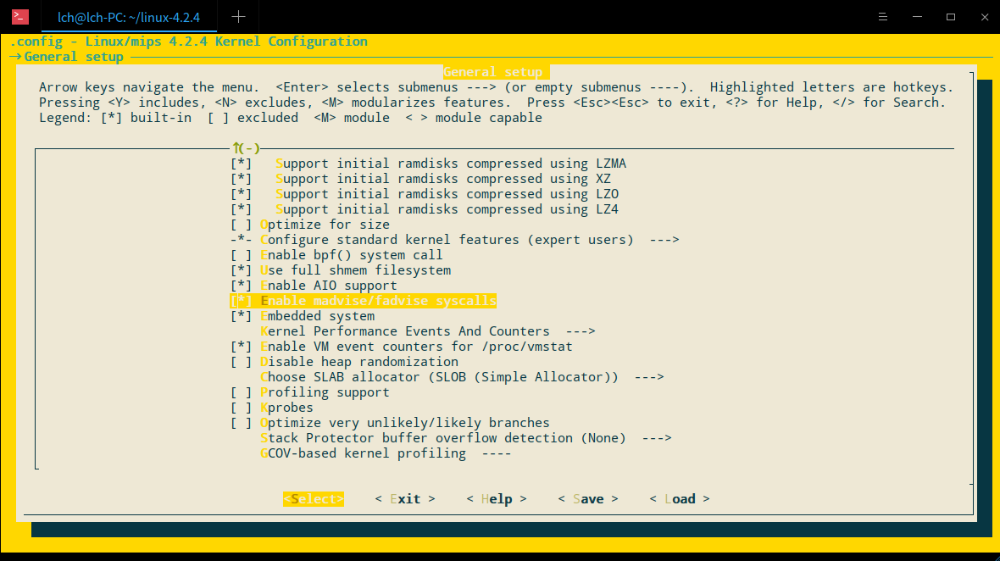 lch@lch-PC: ~/linux-4.2.4
.config - Linux/mips 4.2.4 Kernel Configuration
→ General setup
General setup
Arrow keys navigate the menu.  <Enter> selects submenus ---> (or empty submenus ----).  Highlighted letters are hotkeys.
Pressing <Y> includes, <N> excludes, <M> modularizes features.  Press <Esc><Esc> to exit, <?> for Help, </> for Search.
Legend: [*] built-in  [ ] excluded  <M> module  < > module capable
↑(-)
[*]   Support initial ramdisks compressed using LZMA
[*]   Support initial ramdisks compressed using XZ
[*]   Support initial ramdisks compressed using LZO
[*]   Support initial ramdisks compressed using LZ4
[ ] Optimize for size
-*- Configure standard kernel features (expert users)  --->
[ ] Enable bpf() system call
[*] Use full shmem filesystem
[*] Enable AIO support
[*] Enable madvise/fadvise syscalls
[*] Embedded system
Kernel Performance Events And Counters  --->
[*] Enable VM event counters for /proc/vmstat
[ ] Disable heap randomization
Choose SLAB allocator (SLOB (Simple Allocator))  --->
[ ] Profiling support
[ ] Kprobes
[ ] Optimize very unlikely/likely branches
Stack Protector buffer overflow detection (None)  --->
GCOV-based kernel profiling  ----
<Select>    < Exit >    < Help >    < Save >    < Load >